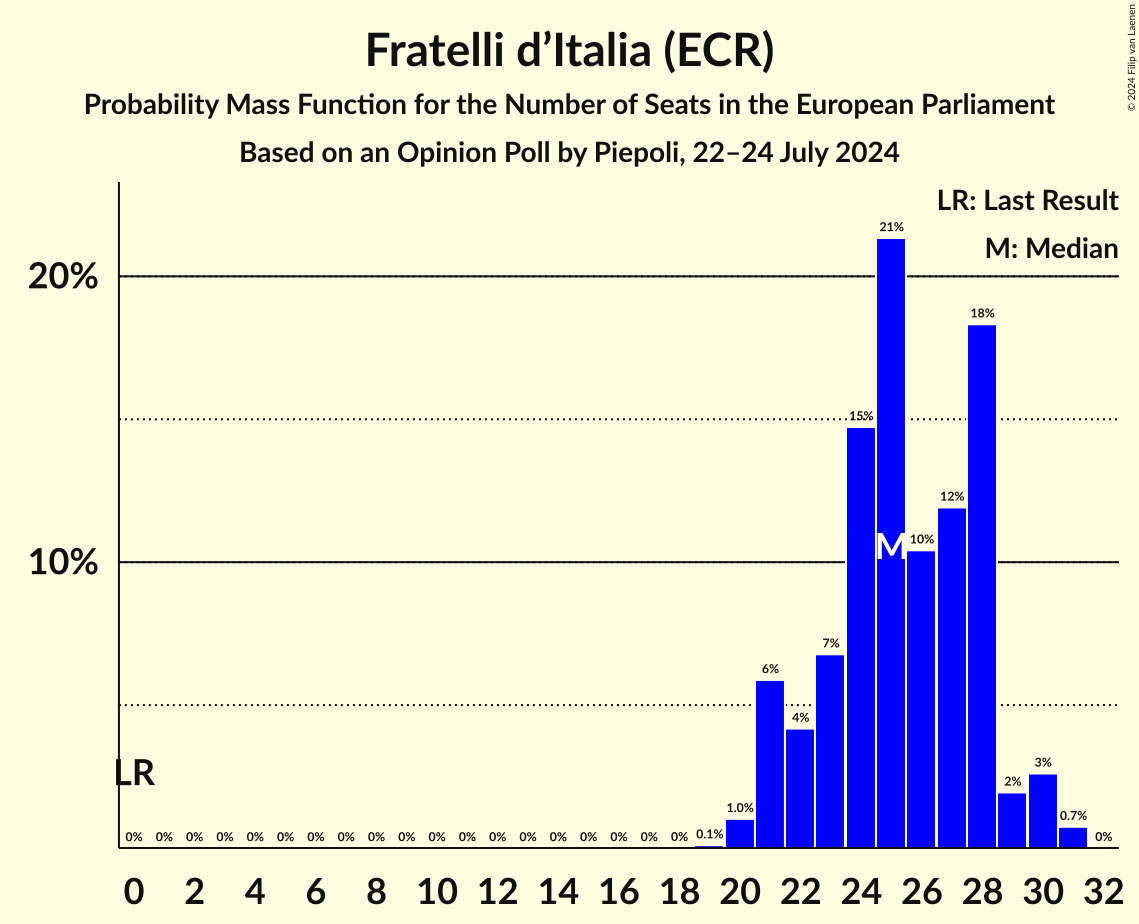 © 2024 Filip van Laenen
Fratelli d’Italia (ECR)
Probability Mass Function for the Number of Seats in the European Parliament
Based on an Opinion Poll by Piepoli, 22–24 July 2024
LR: Last Result
M: Median
20%
10%
21%
18%
15%
12%
10%
M
7%
6%
4%
3%
2%
1.0%
0.7%
0.1%
LR
0% 0% 0% 0% 0% 0% 0% 0% 0% 0% 0% 0% 0% 0% 0% 0% 0% 0% 0% 0%
0 2 4 6 8 10 12 14 16 18 20 22 24 26 28 30 32